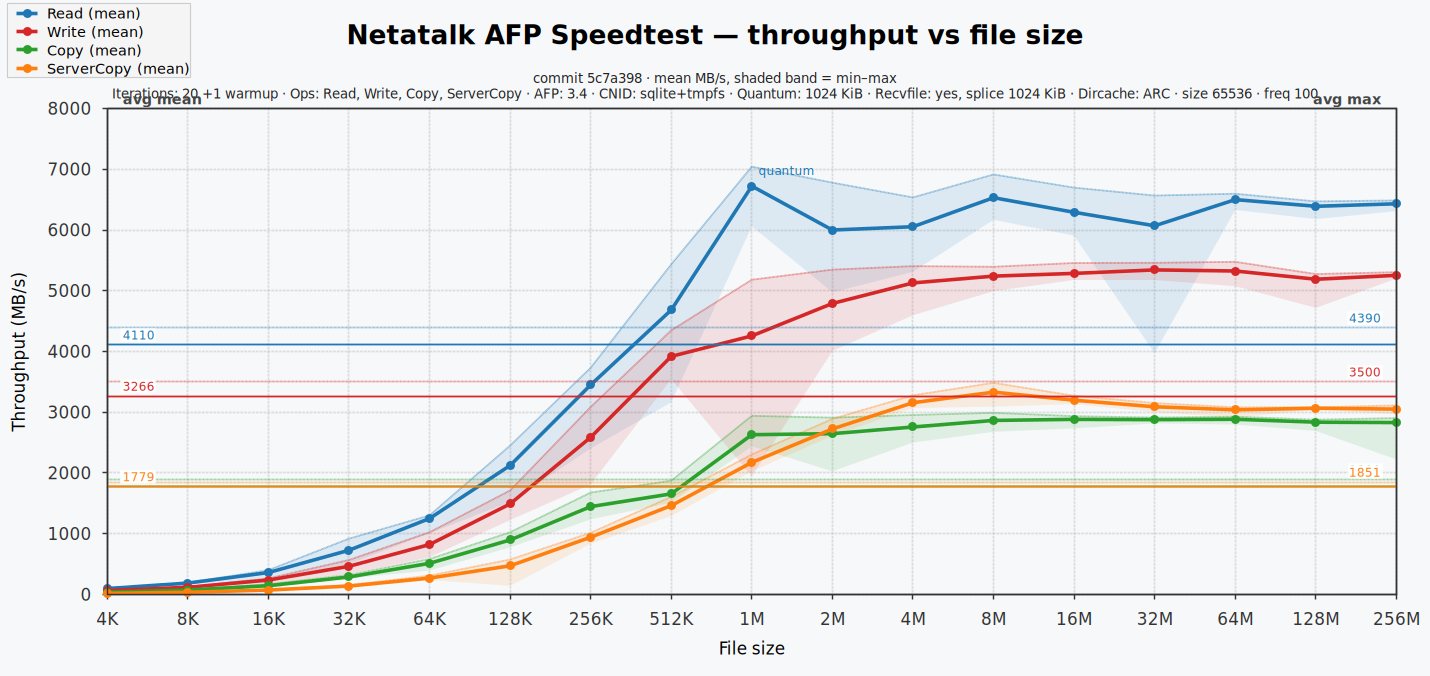 Read (mean)
Write (mean)
Copy (mean)
ServerCopy (mean)
Netatalk AFP Speedtest — throughput vs file size
commit 5c7a398 · mean MB/s, shaded band = min–max
Iterations: 20 +1 warmup · Ops: Read, Write, Copy, ServerCopy · AFP: 3.4 · CNID: sqlite+tmpfs · Quantum: 1024 KiB · Recvfile: yes, splice 1024 KiB · Dircache: ARC · size 65536 · freq 100
avg mean
avg max
8000
7000
quantum
6000
5000
4390
4110
4000
3500
3266
3000
2000
1779
1851
1000
0
Throughput (MB/s)
4K 8K 16K 32K 64K 128K 256K 512K 1M 2M 4M 8M 16M 32M 64M 128M 256M
File size